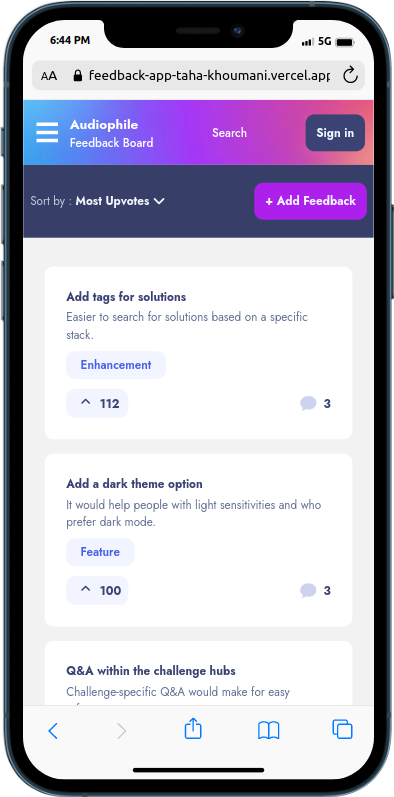 6:44 PM
5G
AA
feedback-app-taha-khoumani.vercel.app
Audiophile
Feedback Board
Search
Sign in
Sort by : Most Upvotes
+ Add Feedback
Add tags for solutions
Easier to search for solutions based on a specific
stack.
Enhancement
112
3
Add a dark theme option
It would help people with light sensitivities and who
prefer dark mode.
Feature
100
3
Q&A within the challenge hubs
Challenge-specific Q&A would make for easy